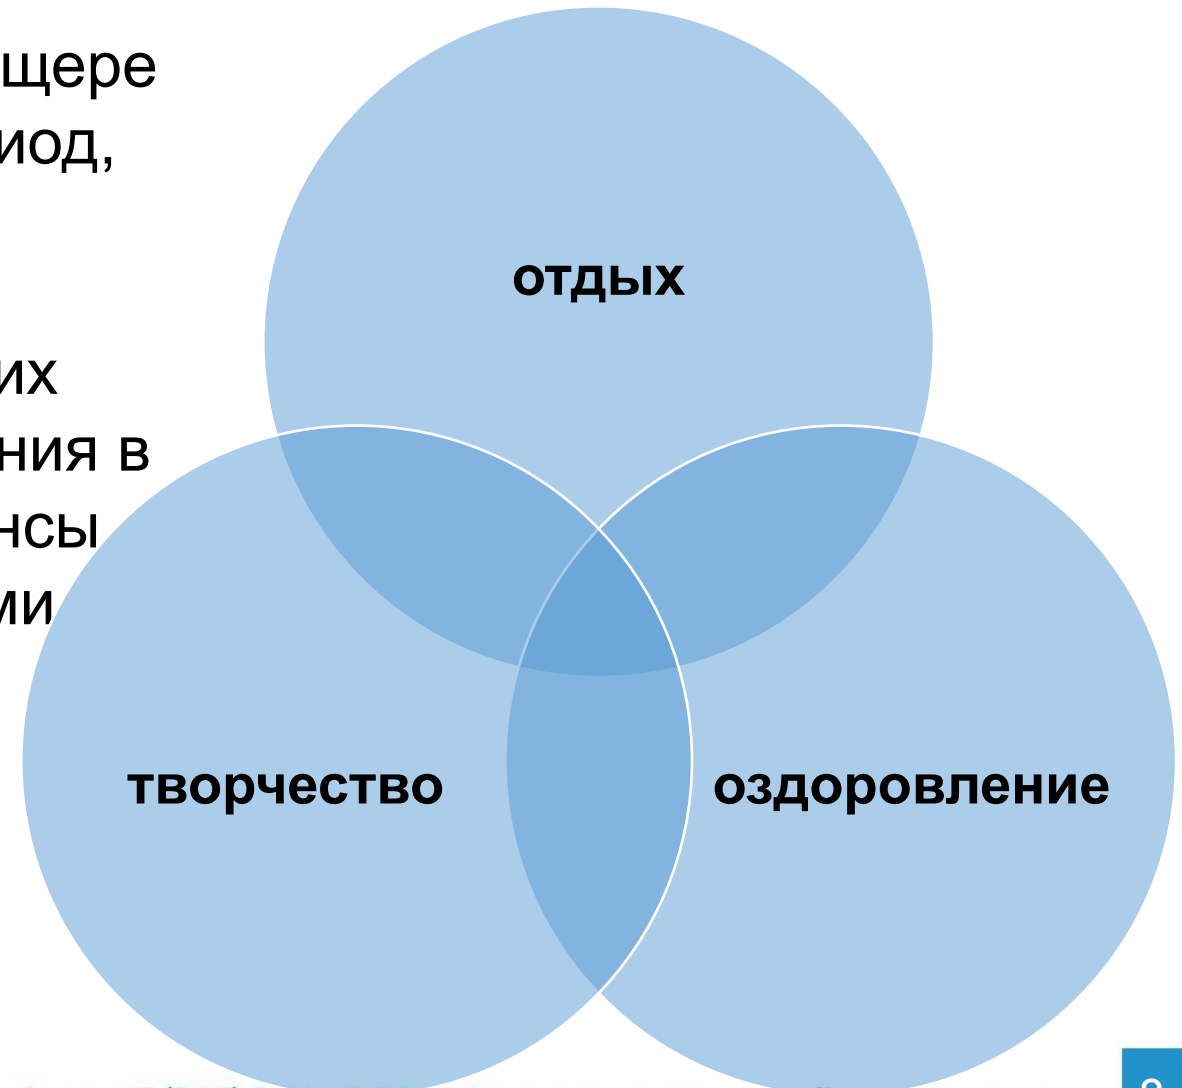 щере
иод,
отдых
их
ния в
нсы
ми
творчество
оздоровление